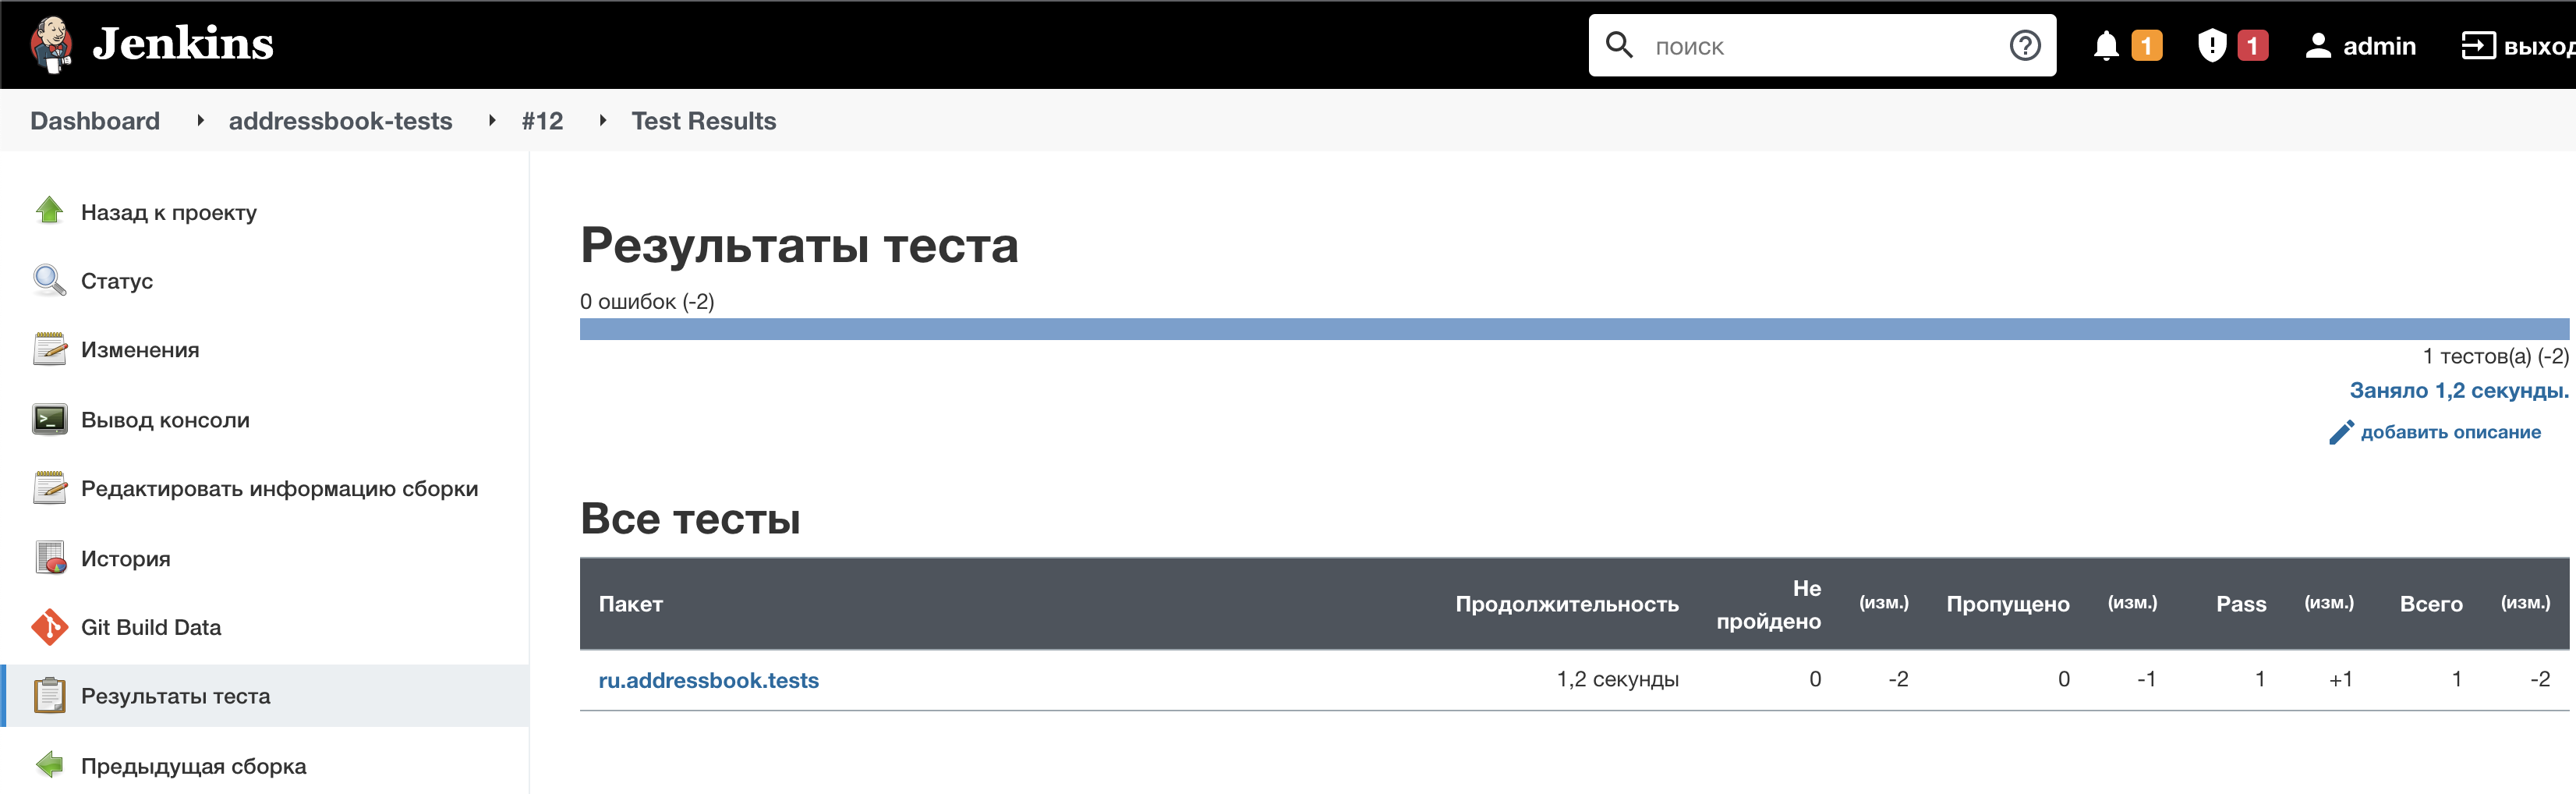 Jenkins
поиск
1
1
admin
выход
Dashboard
addressbook-tests
#12
Test Results
Назад к проекту
Статус
Изменения
Вывод консоли
Редактировать информацию сборки
История
Git Build Data
Результаты теста
Предыдущая сборка
Результаты теста
0 ошибок (-2)
1 тестов(а) (-2)
Заняло 1,2 секунды.
добавить описание
Все тесты
Пакет Продолжительность Не пройдено (изм.) Пропущено (изм.) Pass (изм.) Всего (изм.)
ru.addressbook.tests 1,2 секунды 0 -2 0 -1 1 +1 1 -2